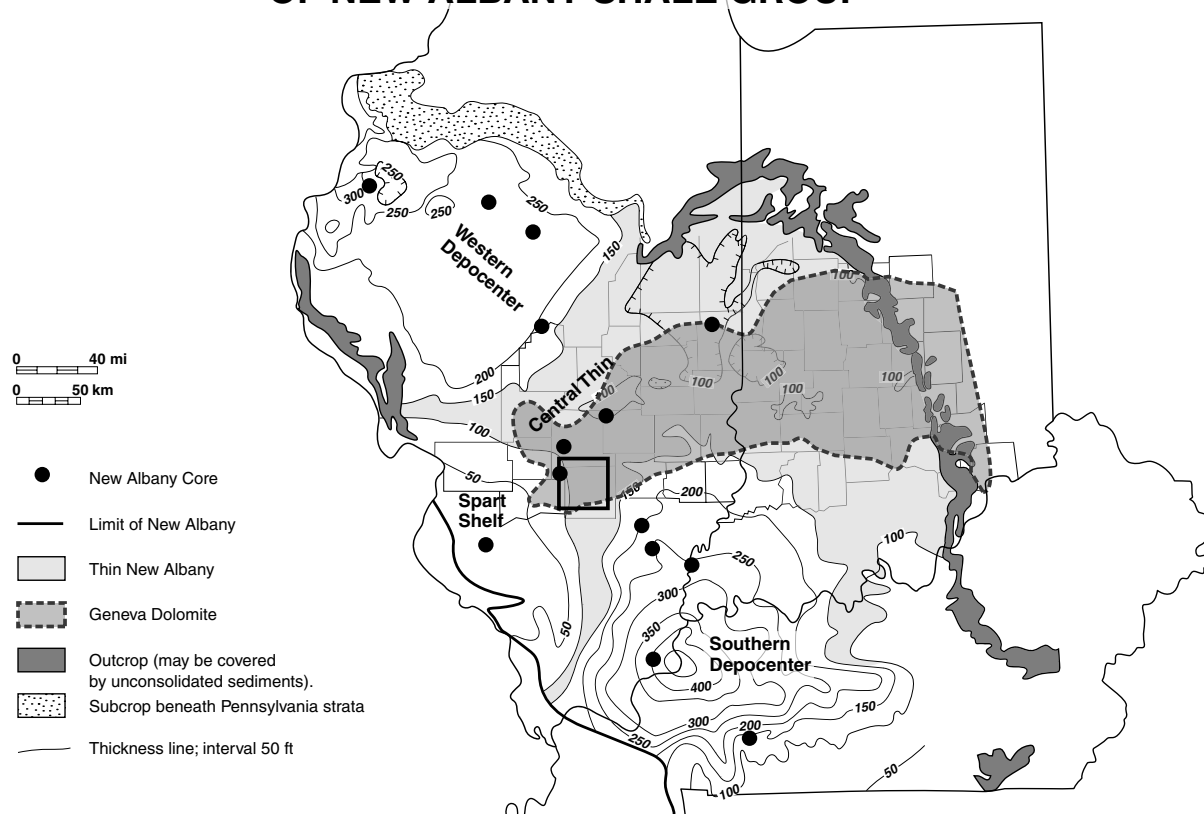 OF NEW ALBANY SHALE GROUP
250
300
250
250
250
Western
Depocenter
150
100
0 40 mi
0 50 km
200
150
Central Thin
100
100
100
100
100
100
50
New Albany Core
150
200
Spart
Shelf
Limit of New Albany
100
250
Thin New Albany
300
Geneva Dolomite
50
350
Southern
Depocenter
Outcrop (may be covered
by unconsolidated sediments).
400
Subcrop beneath Pennsylvania strata
150
300
200
250
Thickness line; interval 50 ft
50
100